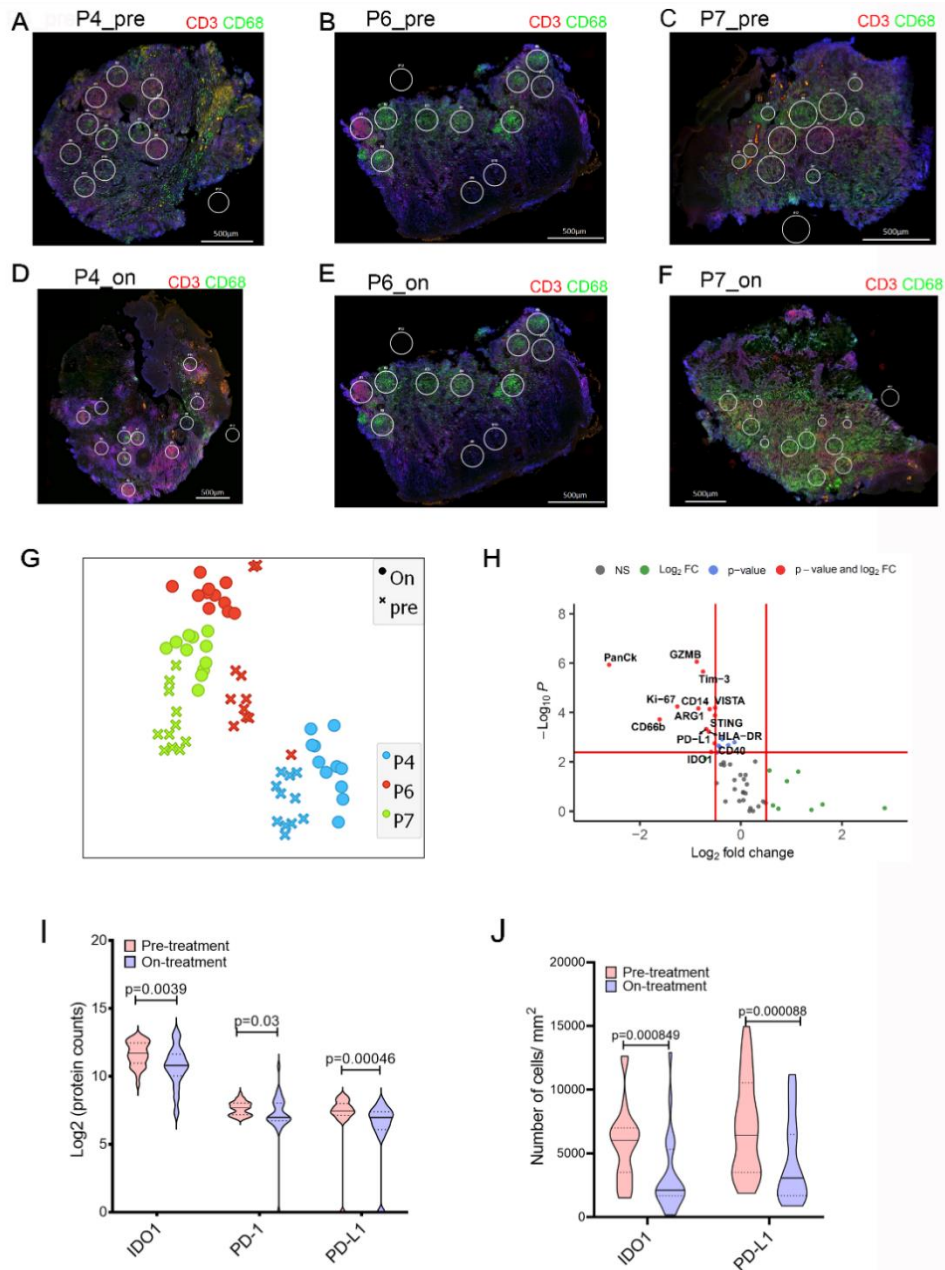 A P4_pre CD3 CD68
B P6_pre CD3 CD68
C P7_pre CD3 CD68
500µm
500µm
500µm
D P4_on CD3 CD68
E P6_on CD3 CD68
F P7_on CD3 CD68
500µm
500µm
500µm
G
On
pre
P4
P6
P7
H
NS Log2 FC p-value p – value and log2 FC
8
6
4
2
0
−Log10 P
PanCk
GZMB
Tim−3
Ki−67
CD14
VISTA
ARG1
CD66b
STING
PD−L1
HLA−DR
CD40
IDO1
−2 0 2
Log2 fold change
I
Pre-treatment
On-treatment
20
15
10
5
0
Log2 (protein counts)
p=0.0039
p=0.03
p=0.00046
IDO1 PD-1 PD-L1
J
Pre-treatment
On-treatment
20000
15000
10000
5000
0
Number of cells/ mm2
p=0.000849
p=0.000088
IDO1 PD-L1